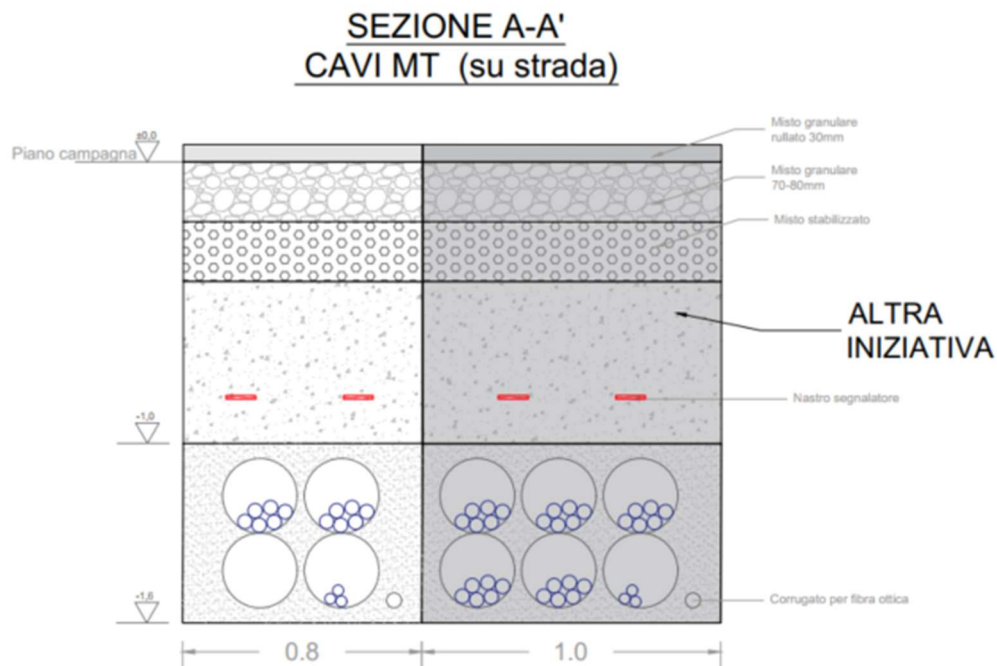 SEZIONE A-A'
CAVI MT (su strada)
±0,0
Piano campagna
Misto granulare
rullato 30mm
Misto granulare
70-80mm
Misto stabilizzato
ALTRA
INIZIATIVA
Nastro segnalatore
-1,0
-1,6
Corrugato per fibra ottica
0.8
1.0